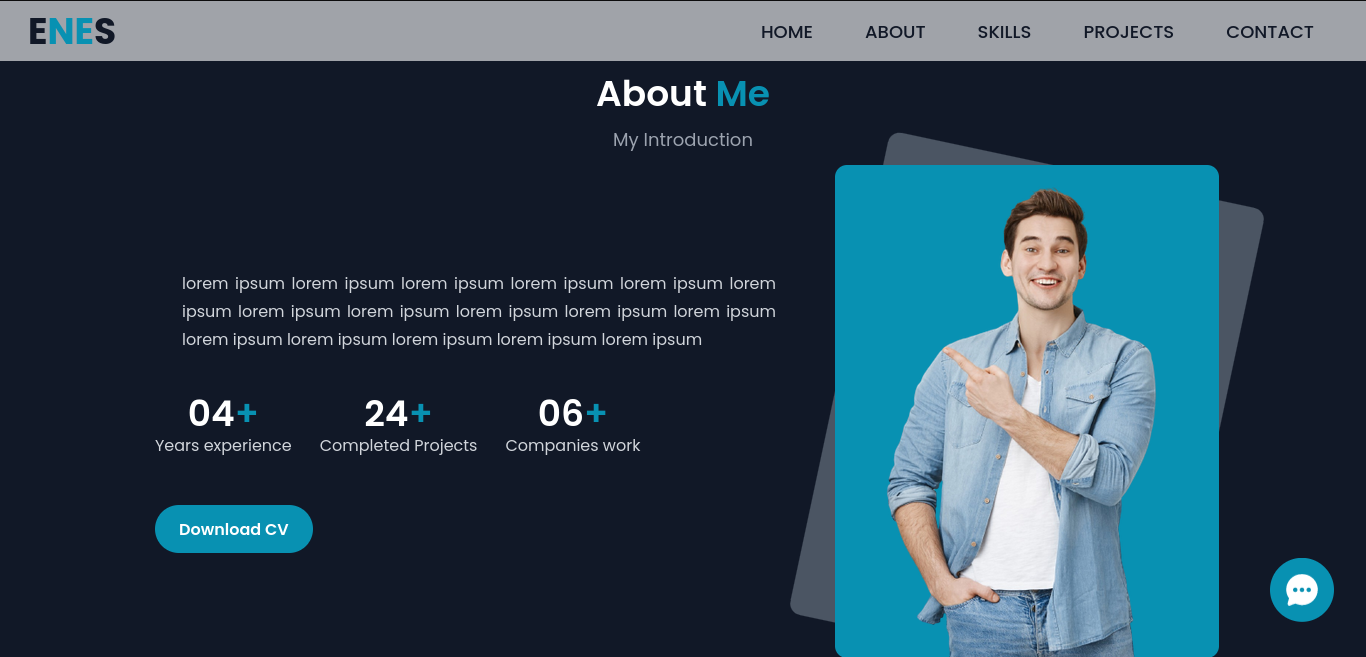 ENES
HOME
ABOUT
SKILLS
PROJECTS
CONTACT
About Me
My Introduction
lorem ipsum lorem ipsum lorem ipsum lorem ipsum lorem ipsum lorem
ipsum lorem ipsum lorem ipsum lorem ipsum lorem ipsum lorem ipsum
lorem ipsum lorem ipsum lorem ipsum lorem ipsum lorem ipsum
04+
24+
06+
Years experience
Completed Projects
Companies work
Download CV